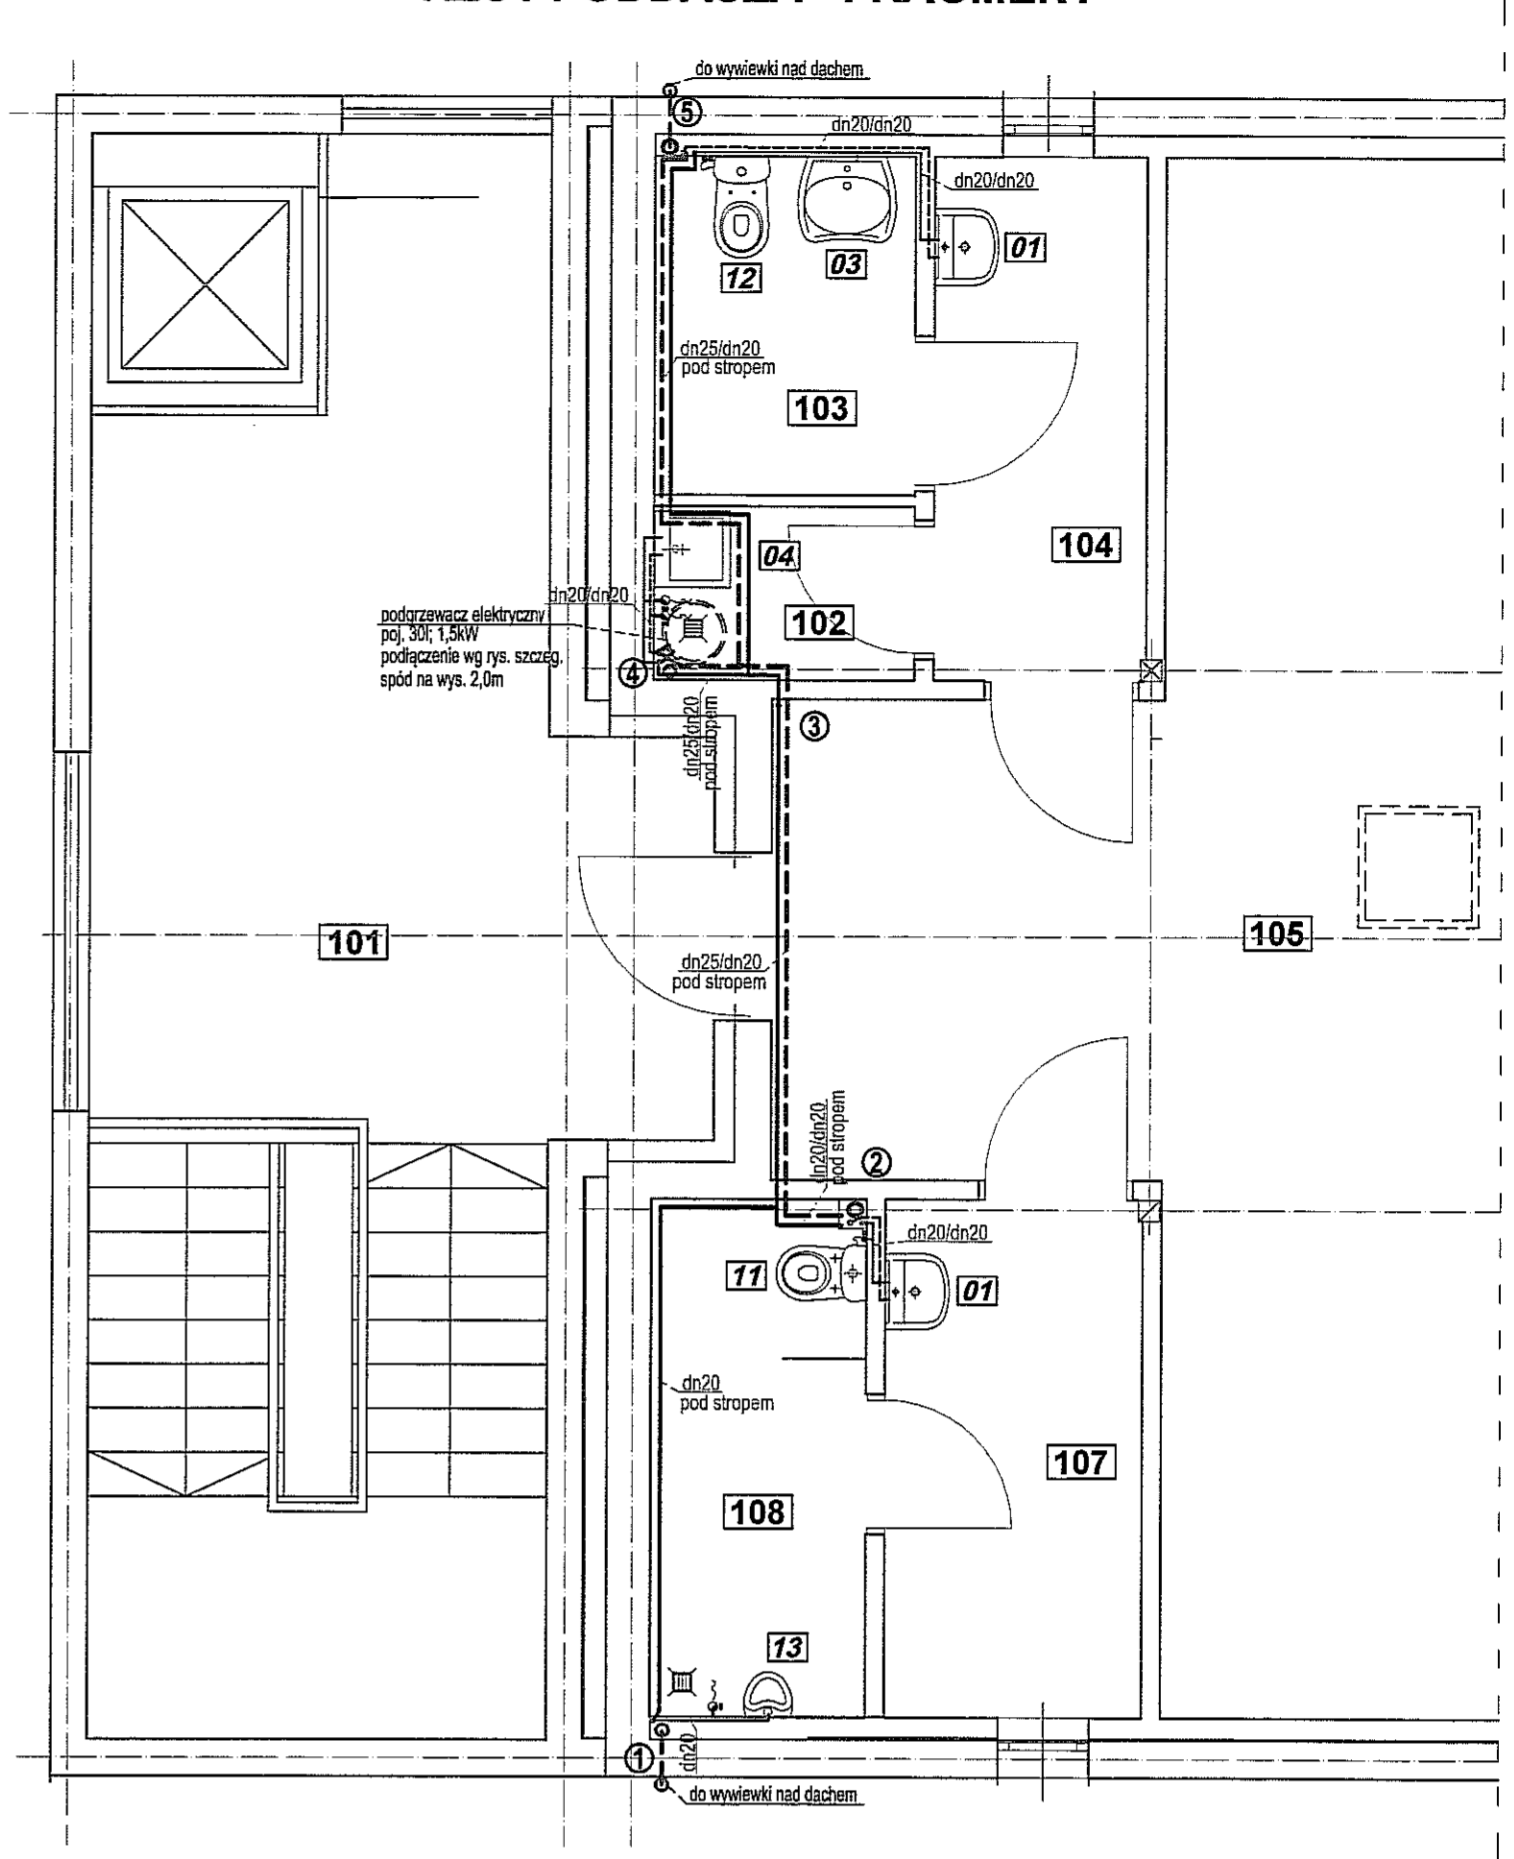 do wywiewki nad dachem
5
dn20/dn20
dn20/dn20
12
03
01
dn25/dn20
pod stropem
103
104
04
dn20/dn20
102
podgrzewacz elektryczny
poj. 30l; 1,5kW
podłączenie wg rys. szczeg.
spód na wys. 2,0m
4
dn25/dn20
pod stropem
3
101
105
dn25/dn20
pod stropem
dn20/dn20
pod stropem
2
dn20/dn20
11
01
dn20
pod stropem
107
108
13
1
dn20
do wywiewki nad dachem